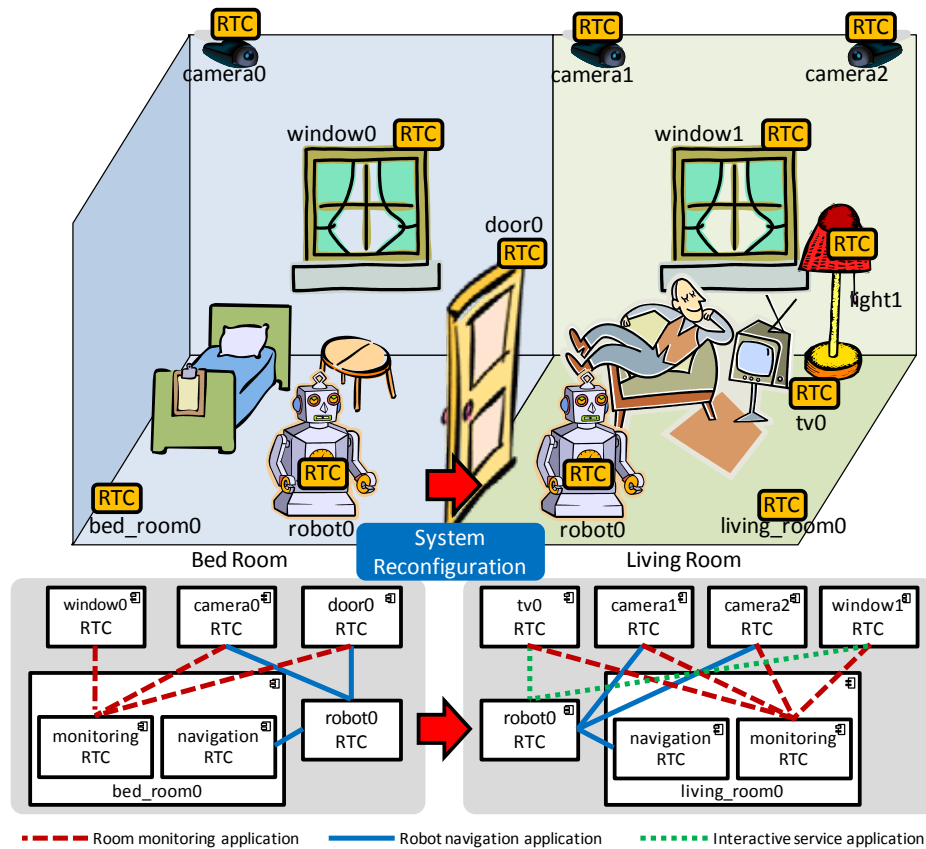 RTC
RTC
RTC
camera0
camera1
camera2
window0
RTC
window1
RTC
door0
RTC
RTC
light1
RTC
tv0
RTC
RTC
RTC
RTC
bed_room0
robot0
robot0
living_room0
Bed Room
System
Reconfiguration
Living Room
window0
RTC
camera0
RTC
door0
RTC
tv0
RTC
camera1
RTC
camera2
RTC
window1
RTC
monitoring
RTC
navigation
RTC
robot0
RTC
bed_room0
robot0
RTC
navigation
RTC
monitoring
RTC
living_room0
Room monitoring application
Robot navigation application
Interactive service application